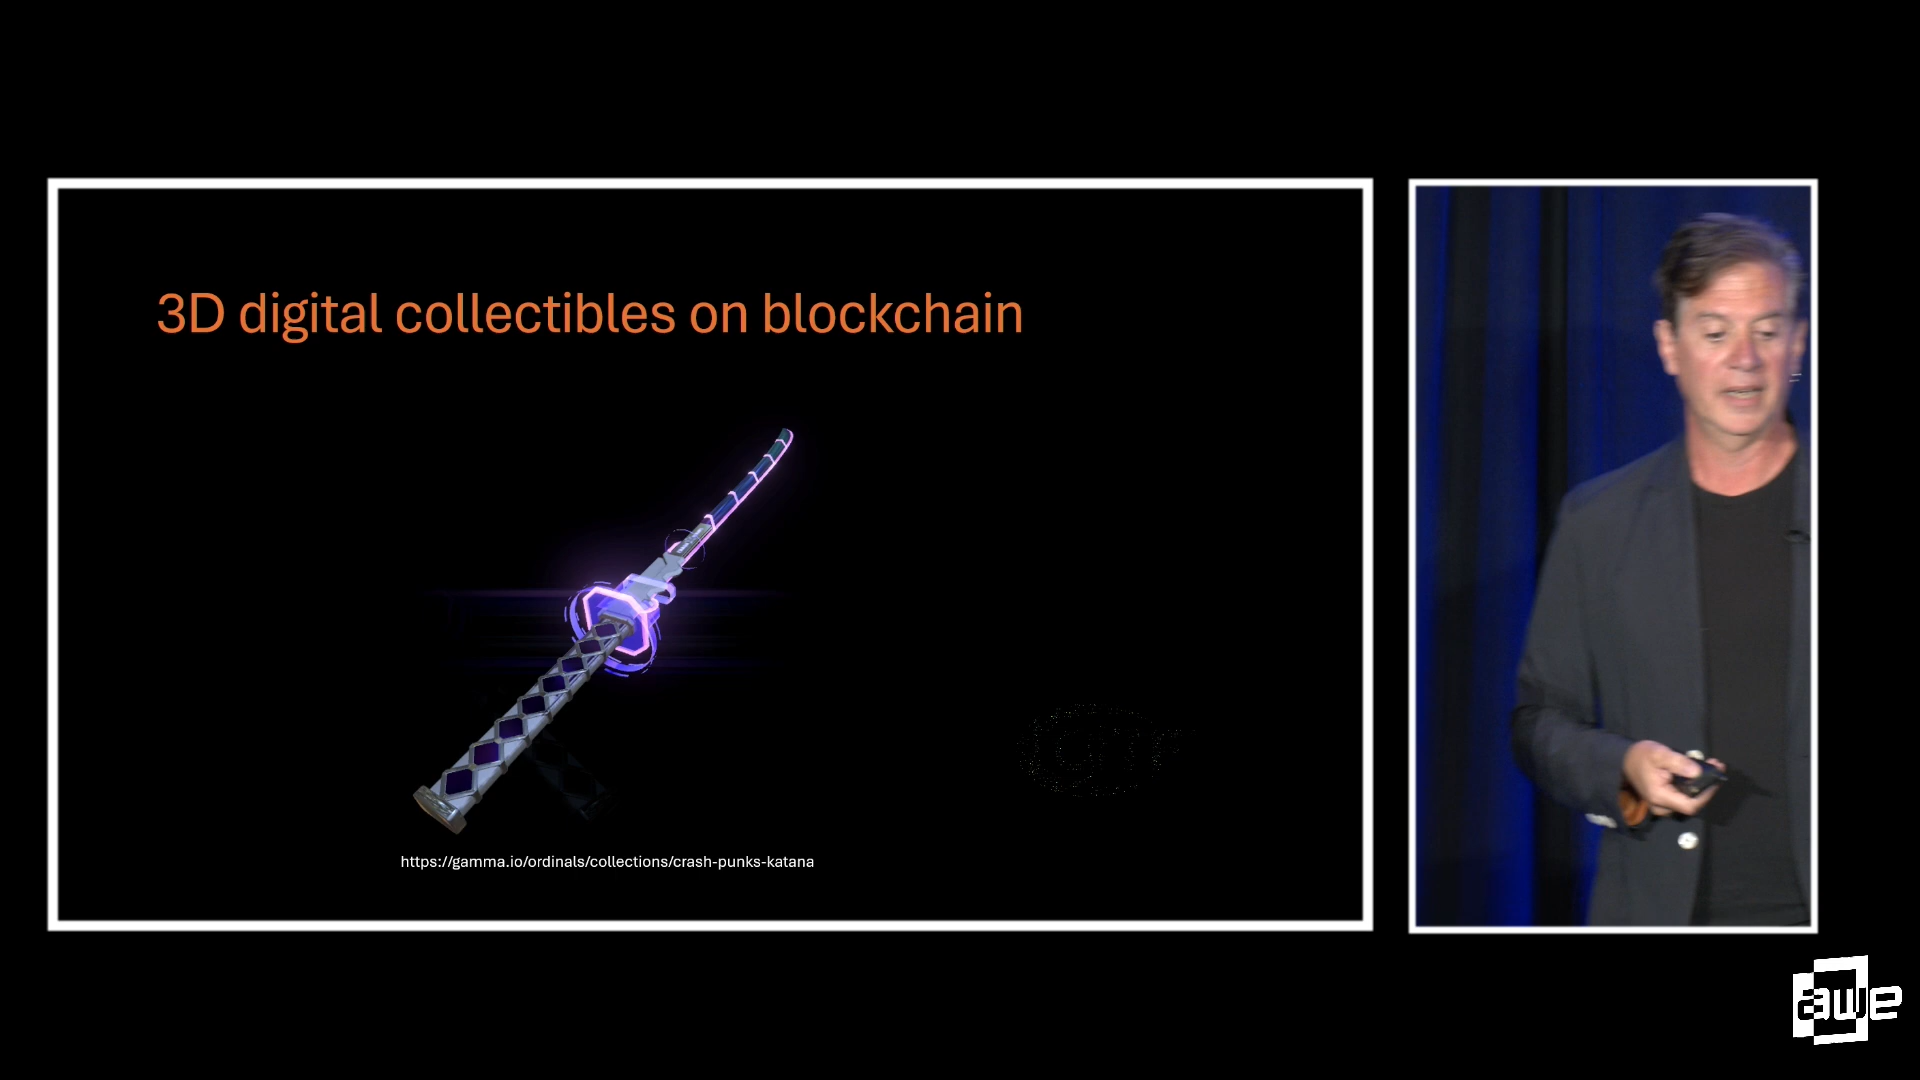 3D digital collectibles on blockchain
https://gamma.io/ordinals/collections/crash-punks-katana
awe